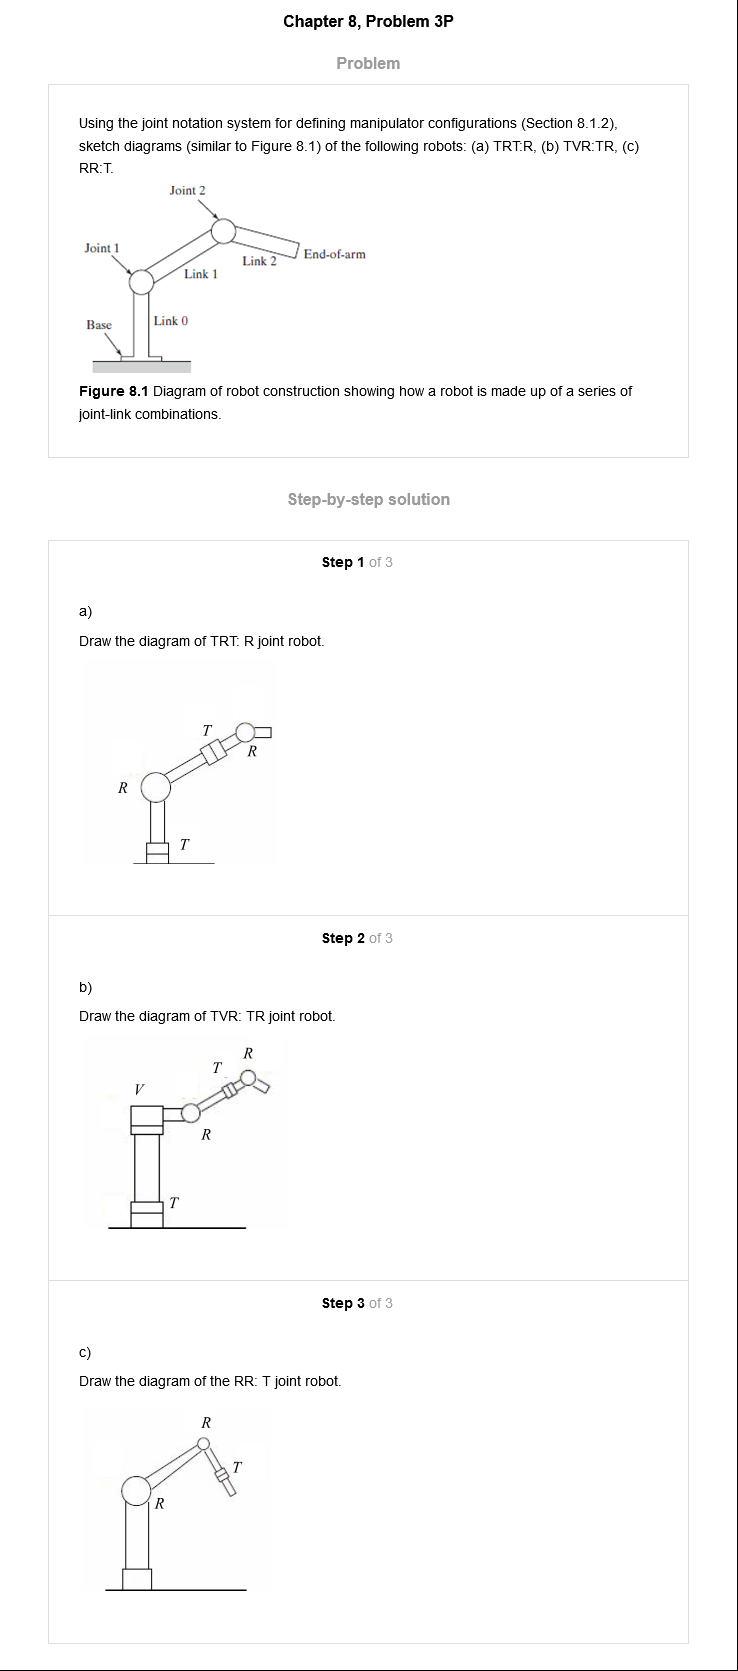 Chapter 8, Problem 3P
Problem
Using the joint notation system for defining manipulator configurations (Section 8.1.2),
sketch diagrams (similar to Figure 8.1) of the following robots: (a) TRT:R, (b) TVR:TR, (c)
RR:T.
Joint 2
Joint 1
End-of-arm
Link 2
Link 1
Base
Link 0
Figure 8.1 Diagram of robot construction showing how a robot is made up of a series of
joint-link combinations.
Step-by-step solution
Step 1 of 3
a)
Draw the diagram of TRT: R joint robot.
T
R
R
T
Step 2 of 3
b)
Draw the diagram of TVR: TR joint robot.
R
T
V
R
T
Step 3 of 3
c)
Draw the diagram of the RR: T joint robot.
R
T
R